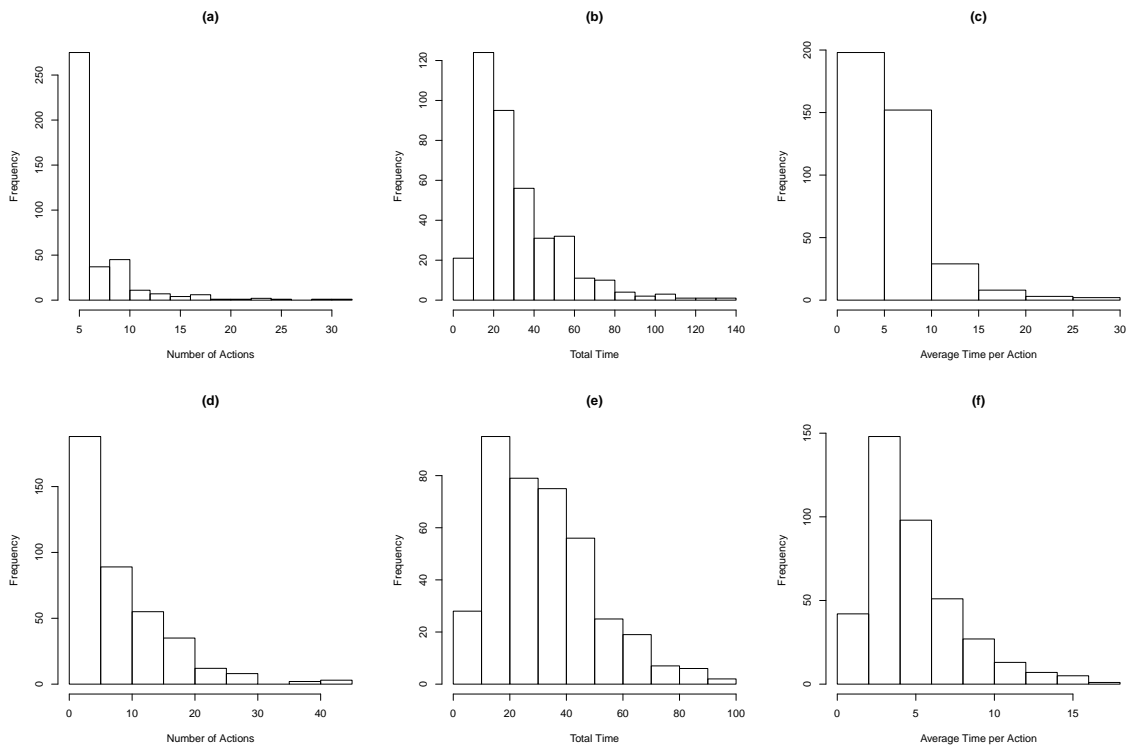 (a)
Frequency
0 50 100 150 200 250
5 10 15 20 25 30
Number of Actions
(b)
Frequency
0 20 40 60 80 100 120
0 20 40 60 80 100 120 140
Total Time
(c)
Frequency
0 50 100 150 200
0 5 10 15 20 25 30
Average Time per Action
(d)
Frequency
0 50 100 150
0 10 20 30 40
Number of Actions
(e)
Frequency
0 20 40 60 80
0 20 40 60 80 100
Total Time
(f)
Frequency
0 50 100 150
0 5 10 15
Average Time per Action